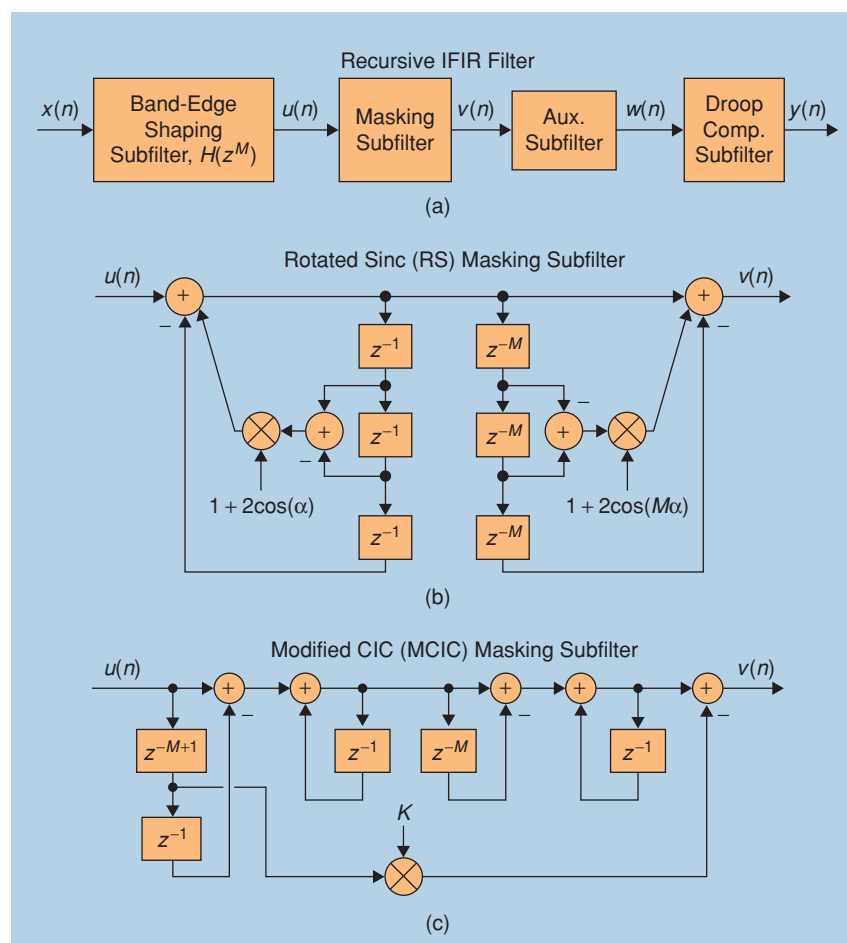 Recursive IFIR Filter
x(n)
Band-Edge
Shaping
Subfilter, H(z^M)
u(n)
Masking
Subfilter
v(n)
Aux.
Subfilter
w(n)
Droop
Comp.
Subfilter
y(n)
(a)
Rotated Sinc (RS) Masking Subfilter
u(n)
+
+
v(n)
−
−
z^−1
z^−M
−
+
z^−1
z^−M
+
−
1 + 2cos(α)
1 + 2cos(Mα)
z^−1
z^−M
(b)
Modified CIC (MCIC) Masking Subfilter
u(n)
+
+
+
+
+
v(n)
−
−
−
z^−M+1
z^−1
z^−M
z^−1
z^−1
K
(c)